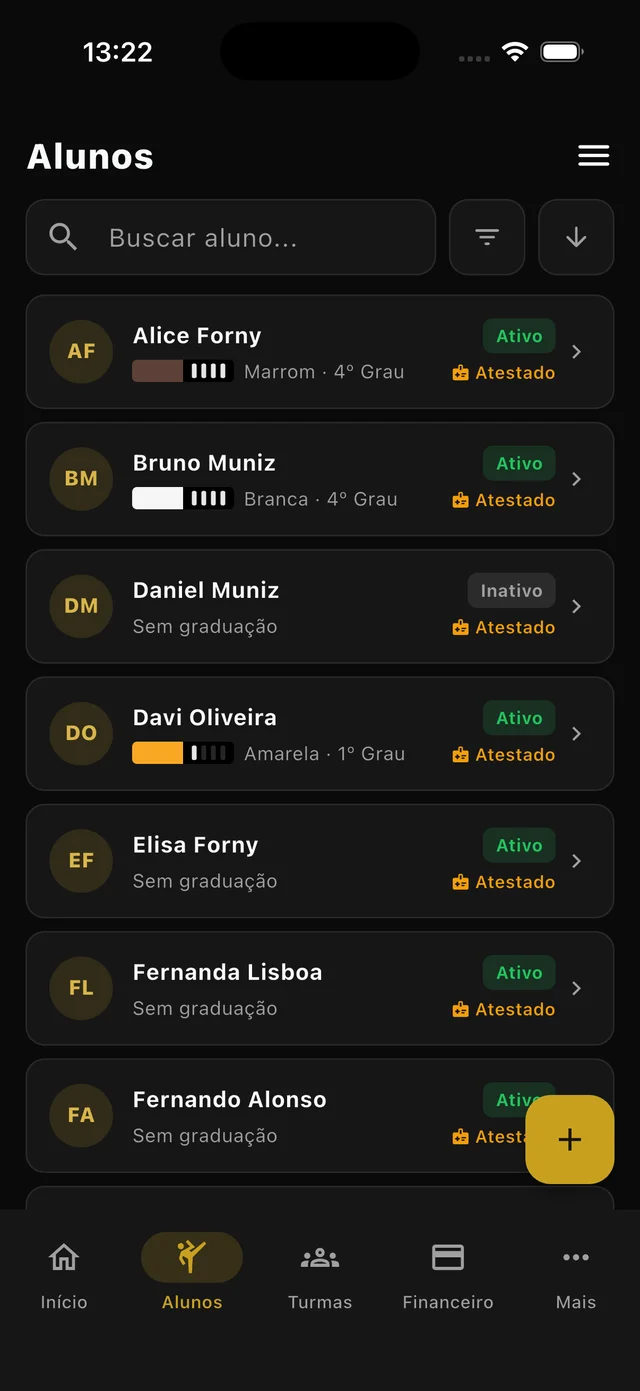 13:22
Alunos
Buscar aluno...
AF
Alice Forny
Ativo
Marrom · 4º Grau
Atestado
BM
Bruno Muniz
Ativo
Branca · 4º Grau
Atestado
DM
Daniel Muniz
Inativo
Sem graduação
Atestado
DO
Davi Oliveira
Ativo
Amarela · 1º Grau
Atestado
EF
Elisa Forny
Ativo
Sem graduação
Atestado
FL
Fernanda Lisboa
Ativo
Sem graduação
Atestado
FA
Fernando Alonso
Ativ
Sem graduação
Atest
+
Início
Alunos
Turmas
Financeiro
Mais